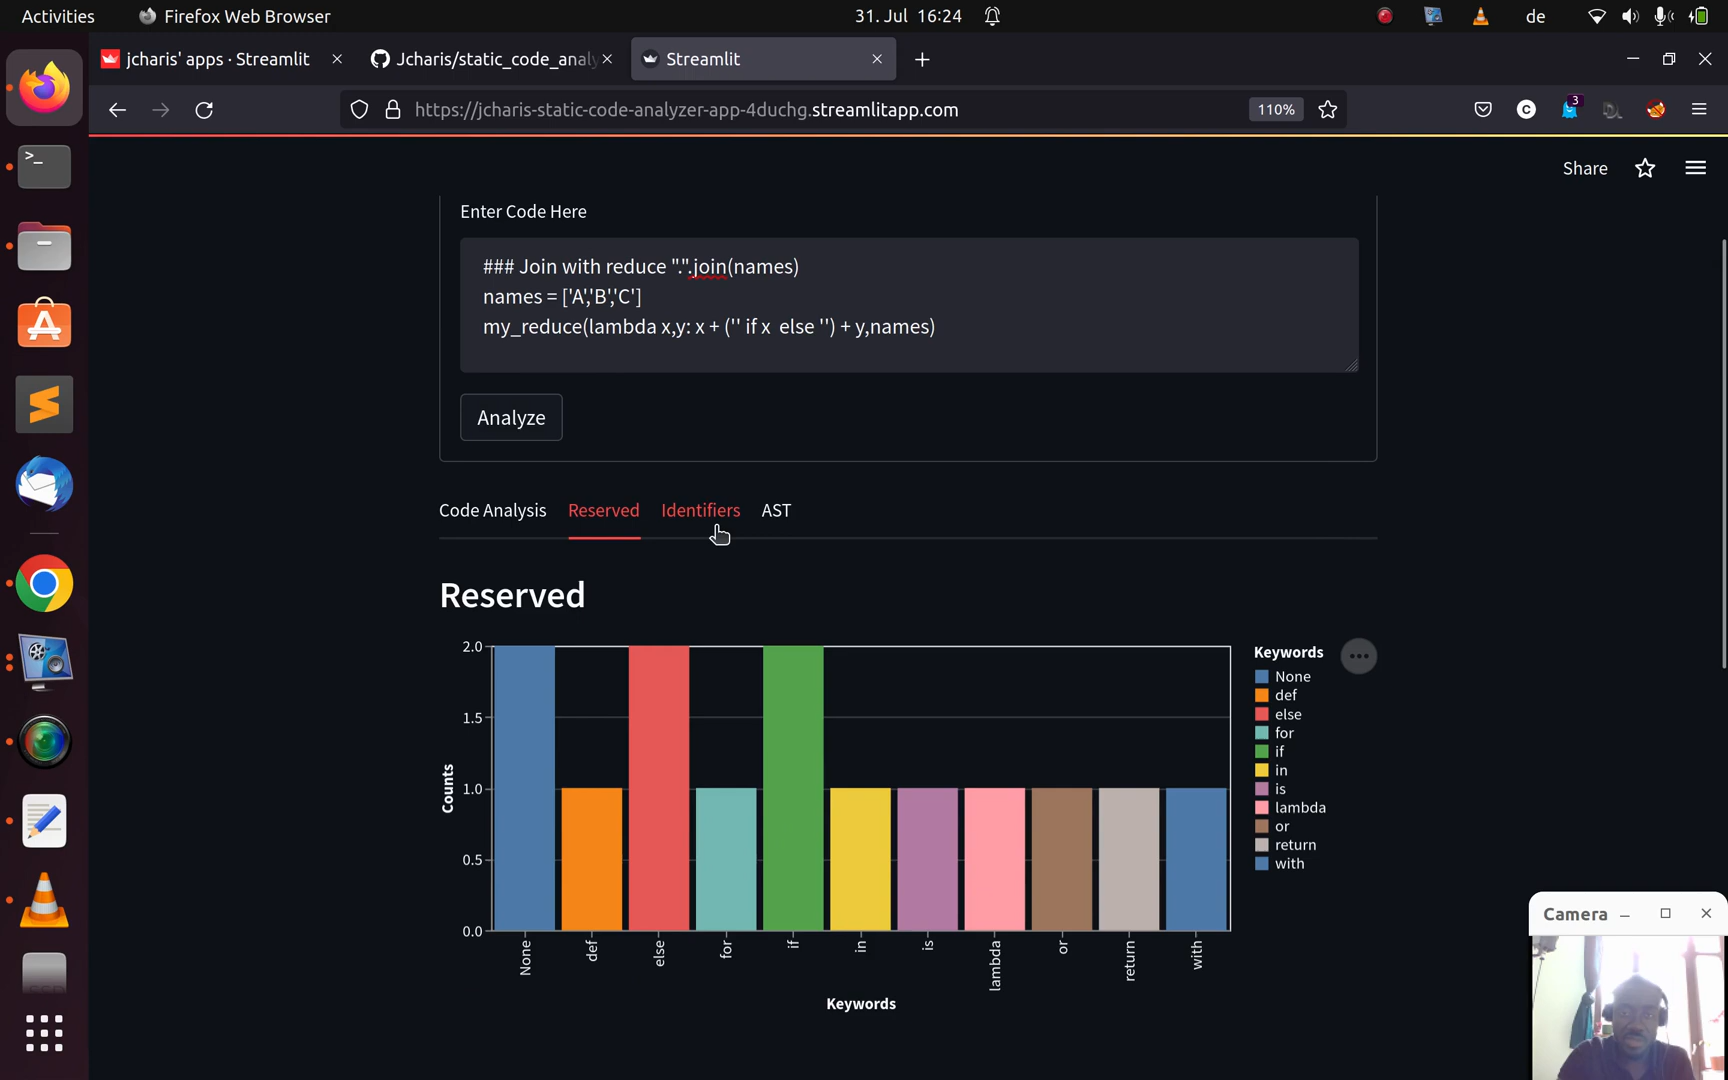 Activities
Firefox Web Browser
31. Jul 16:24
de
jcharis' apps · Streamlit
Jcharis/static_code_analy
Streamlit
https://jcharis-static-code-analyzer-app-4duchg.streamlitapp.com
110%
C
3
Share
Enter Code Here
### Join with reduce ".".join(names)
names = ['A','B','C']
my_reduce(lambda x,y: x + ('' if x  else '') + y,names)
Analyze
Code Analysis
Reserved
Identifiers
AST
Reserved
2.0
1.5
1.0
0.5
0.0
Counts
None
def
else
for
if
in
is
lambda
or
return
with
Keywords
Keywords
None
def
else
for
if
in
is
lambda
or
return
with
Camera